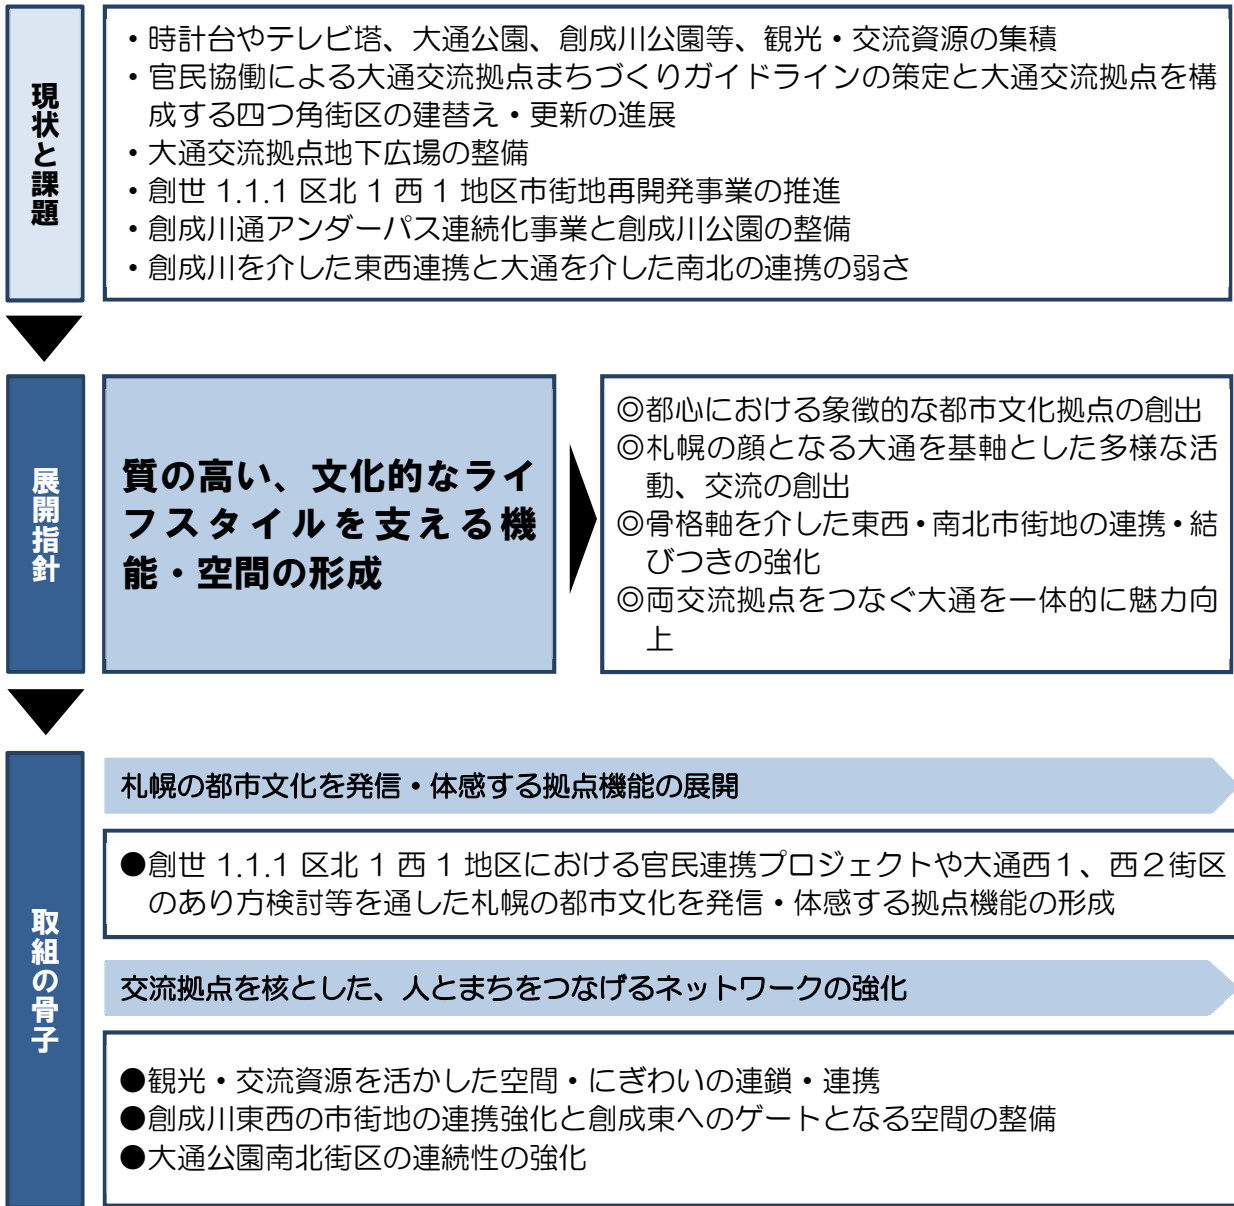 現状と課題
・時計台やテレビ塔、大通公園、創成川公園等、観光・交流資源の集積
・官民協働による大通交流拠点まちづくりガイドラインの策定と大通交流拠点を構
成する四つ角街区の建替え・更新の進展
・大通交流拠点地下広場の整備
・創世 1.1.1 区北 1 西 1 地区市街地再開発事業の推進
・創成川通アンダーパス連続化事業と創成川公園の整備
・創成川を介した東西連携と大通を介した南北の連携の弱さ
展開指針
質の高い、文化的なライ
フスタイルを支える機
能・空間の形成
◎都心における象徴的な都市文化拠点の創出
◎札幌の顔となる大通を基軸とした多様な活
動、交流の創出
◎骨格軸を介した東西・南北市街地の連携・結
びつきの強化
◎両交流拠点をつなぐ大通を一体的に魅力向
上
取組の骨子
札幌の都市文化を発信・体感する拠点機能の展開
●創世 1.1.1 区北 1 西 1 地区における官民連携プロジェクトや大通西１、西２街区
のあり方検討等を通した札幌の都市文化を発信・体感する拠点機能の形成
交流拠点を核とした、人とまちをつなげるネットワークの強化
●観光・交流資源を活かした空間・にぎわいの連鎖・連携
●創成川東西の市街地の連携強化と創成東へのゲートとなる空間の整備
●大通公園南北街区の連続性の強化